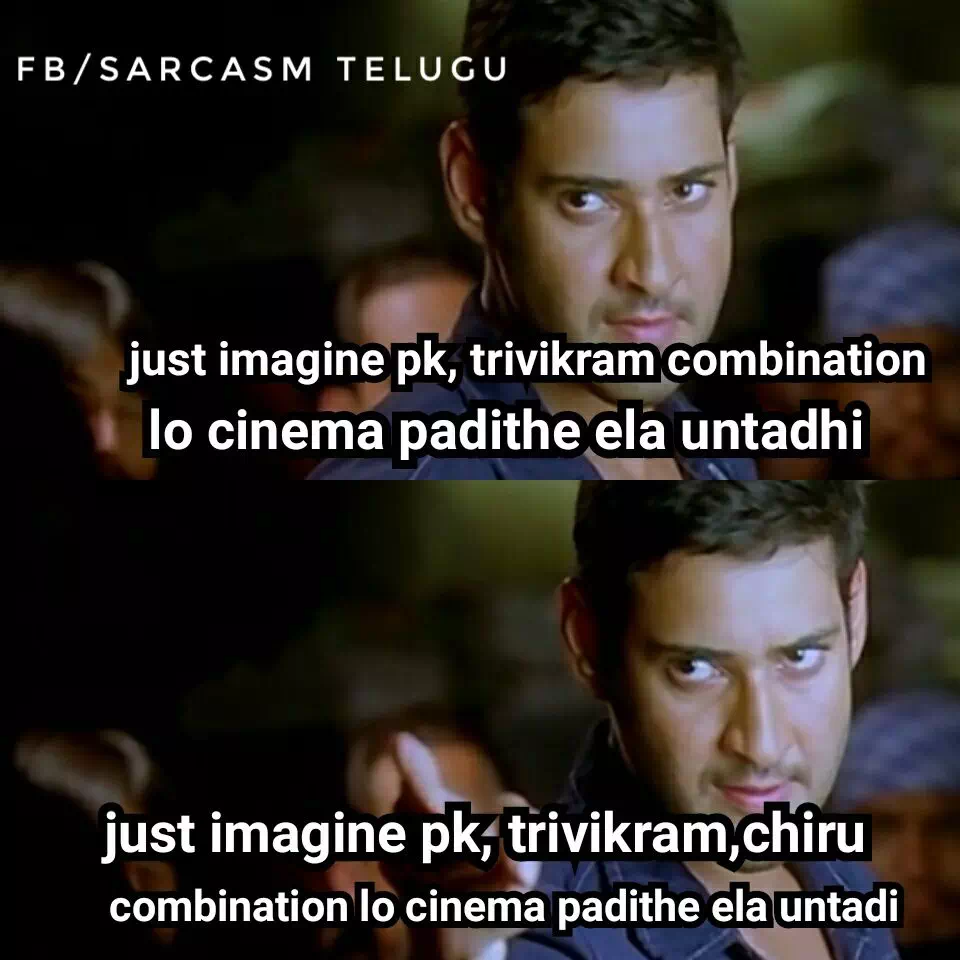 FB/SARCASM TELUGU
just imagine pk, trivikram combination
lo cinema padithe ela untadhi
just imagine pk, trivikram,chiru
combination lo cinema padithe ela untadi